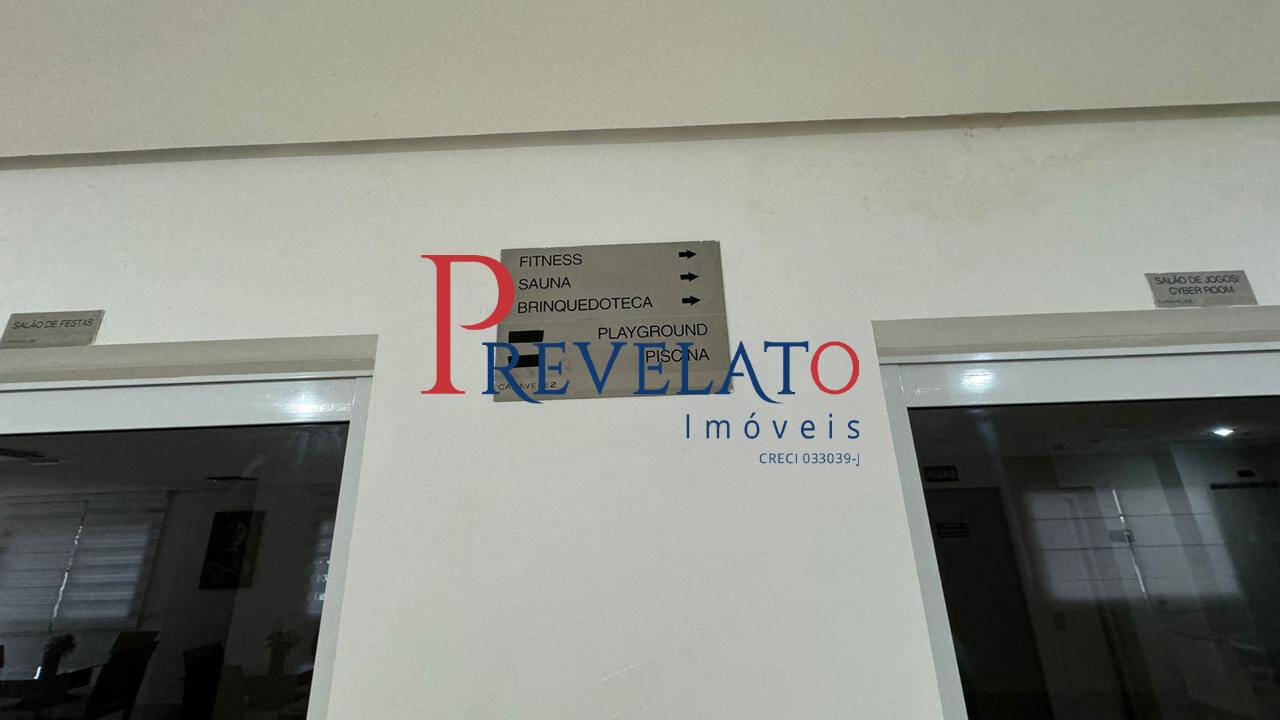 FITNESS
SAUNA
BRINQUEDOTECA
PLAYGROUND
PISCINA
SALÃO DE FESTAS
SALÃO DE JOGOS/
CYBER ROOM
PREVELATO
Imóveis
CRECI 033039-J